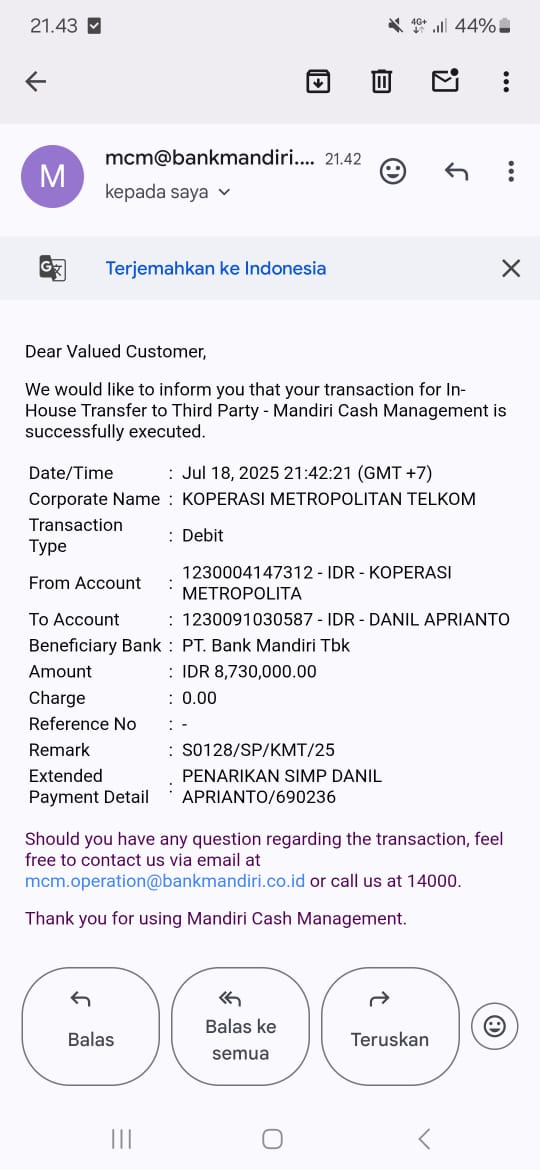 21.43
4G+
44%
M
mcm@bankmandiri.... 21.42
kepada saya
Terjemahkan ke Indonesia
Dear Valued Customer,
We would like to inform you that your transaction for In-
House Transfer to Third Party - Mandiri Cash Management is
successfully executed.
Date/Time : Jul 18, 2025 21:42:21 (GMT +7)
Corporate Name : KOPERASI METROPOLITAN TELKOM
Transaction
Type : Debit
From Account : 1230004147312 - IDR - KOPERASI
METROPOLITA
To Account : 1230091030587 - IDR - DANIL APRIANTO
Beneficiary Bank : PT. Bank Mandiri Tbk
Amount : IDR 8,730,000.00
Charge : 0.00
Reference No : -
Remark : S0128/SP/KMT/25
Extended
Payment Detail : PENARIKAN SIMP DANIL
APRIANTO/690236
Should you have any question regarding the transaction, feel
free to contact us via email at
mcm.operation@bankmandiri.co.id or call us at 14000.
Thank you for using Mandiri Cash Management.
Balas
Balas ke
semua
Teruskan